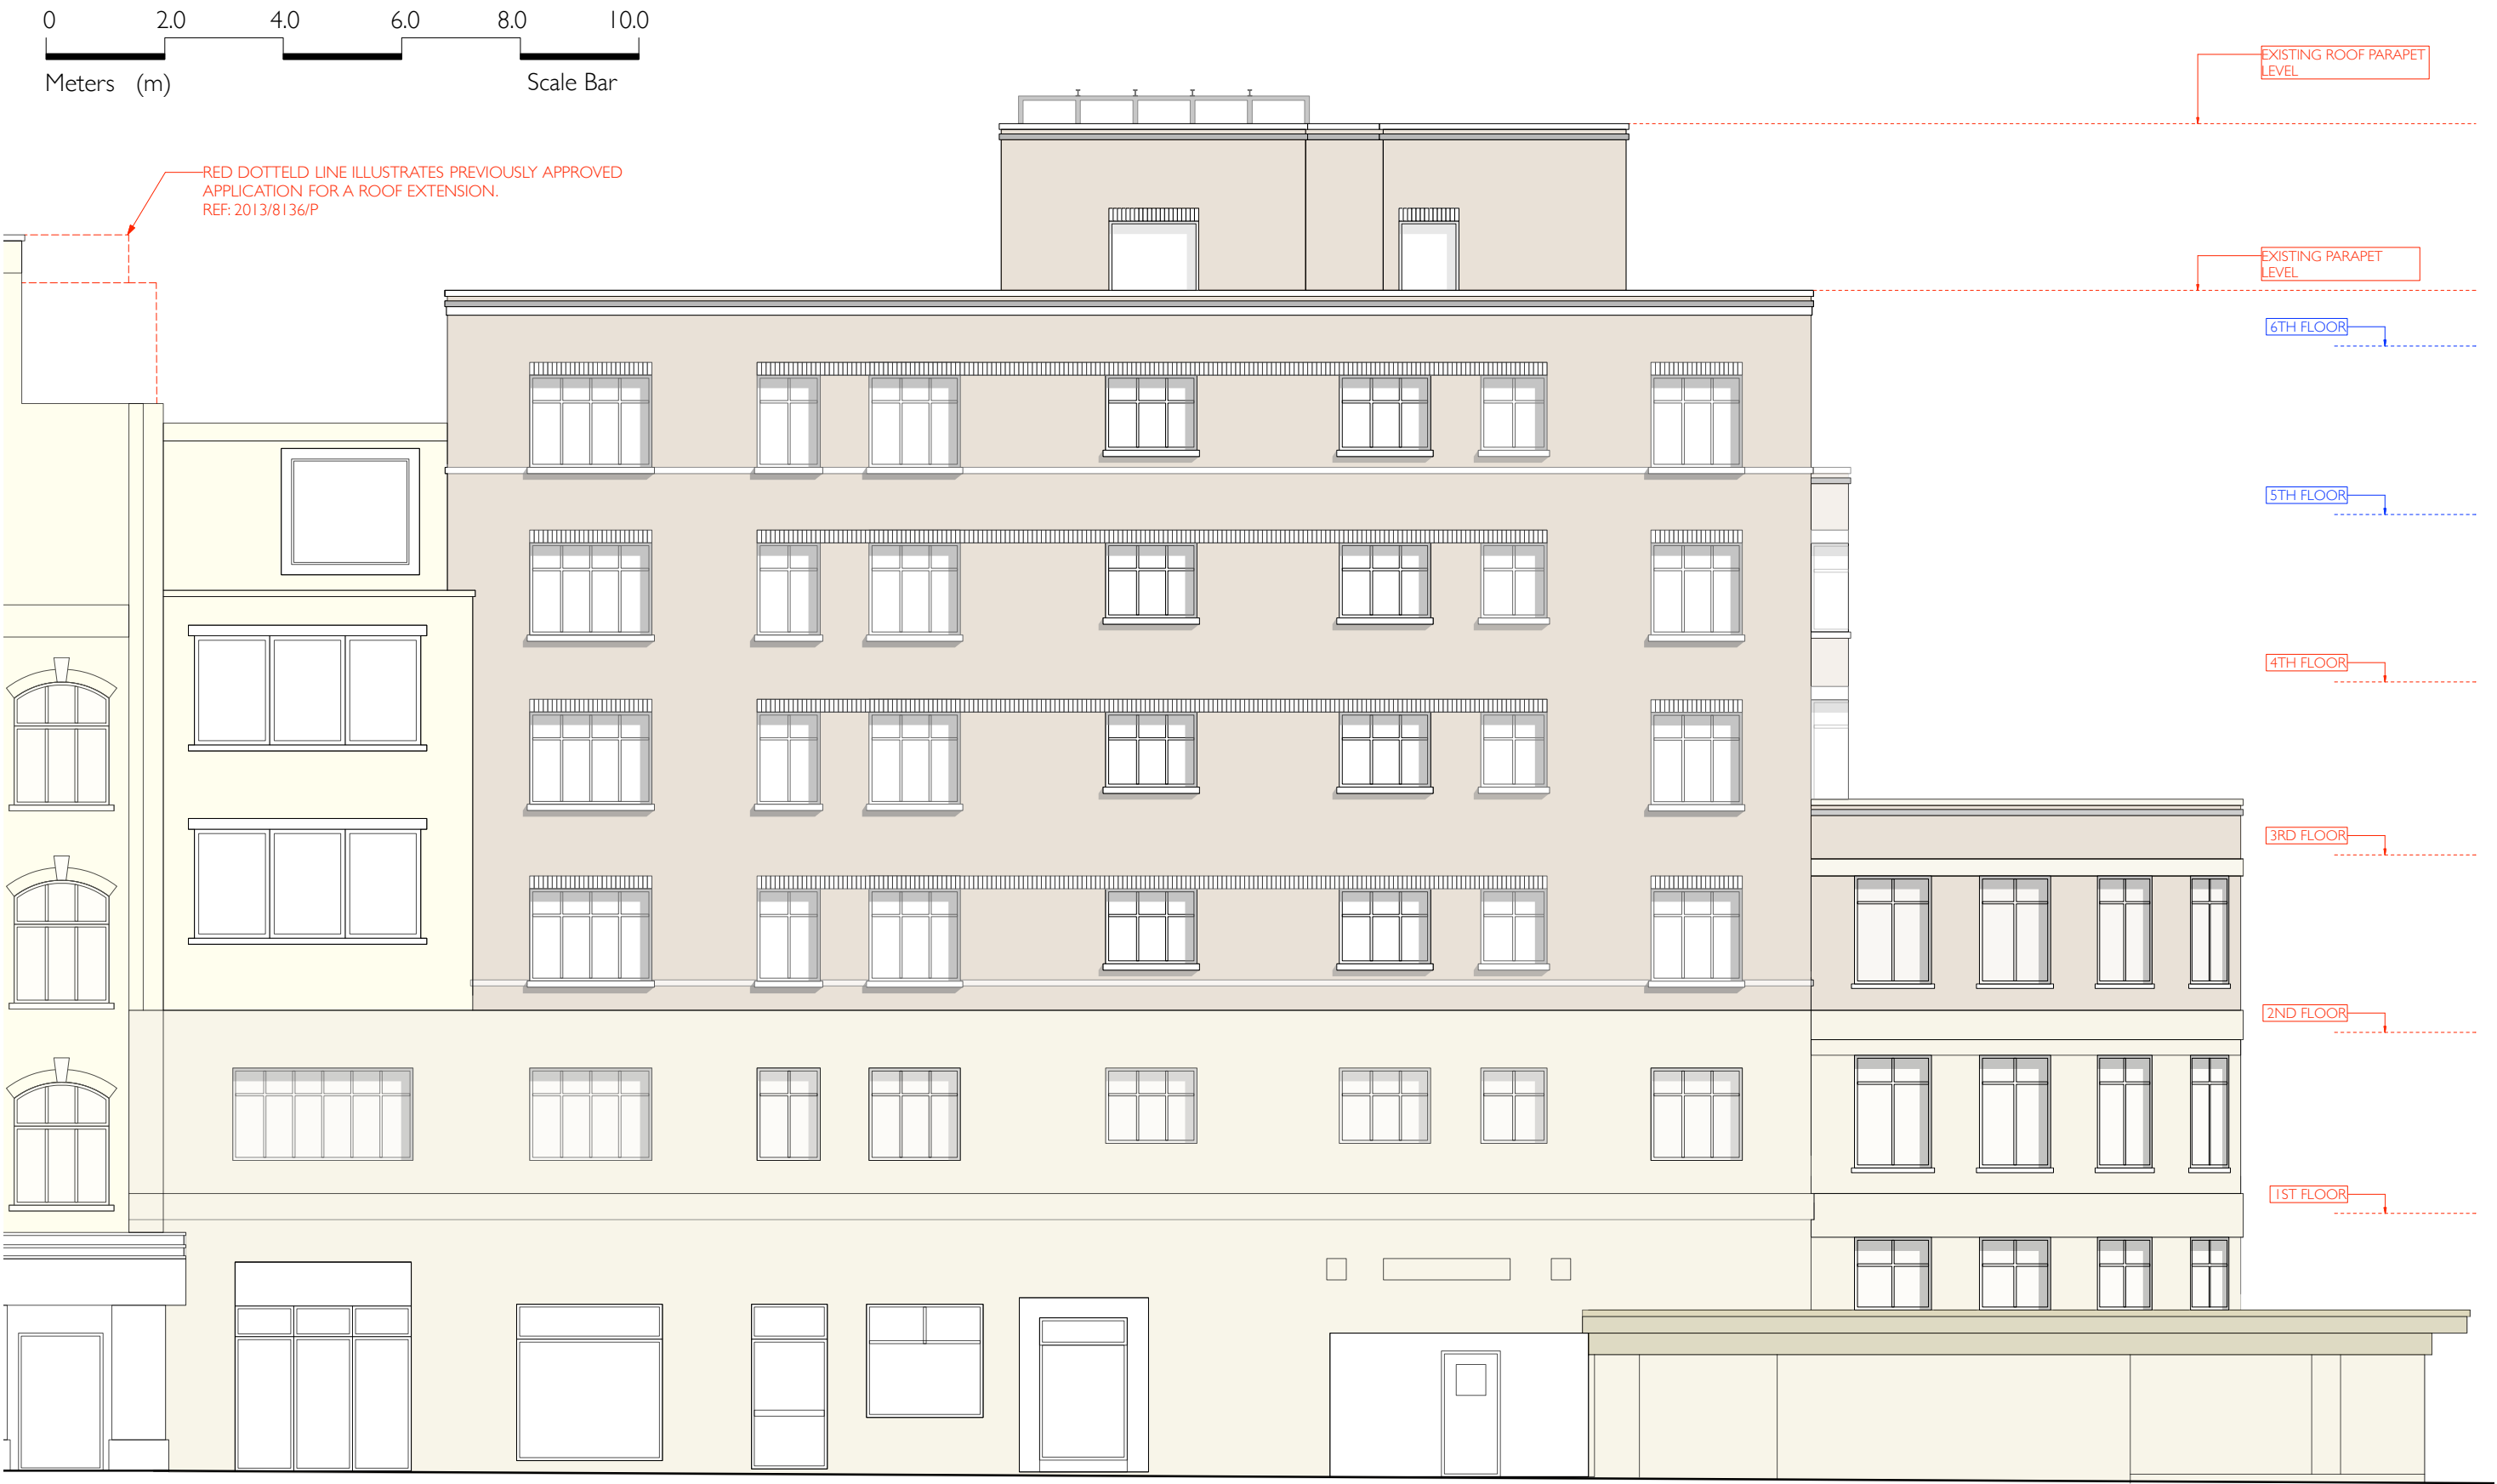 0 2.0 4.0 6.0 8.0 10.0
Meters (m) Scale Bar
EXISTING ROOF PARAPET
LEVEL
RED DOTTELD LINE ILLUSTRATES PREVIOUSLY APPROVED
APPLICATION FOR A ROOF EXTENSION.
REF: 2013/8136/P
EXISTING PARAPET
LEVEL
6TH FLOOR
5TH FLOOR
4TH FLOOR
3RD FLOOR
2ND FLOOR
1ST FLOOR